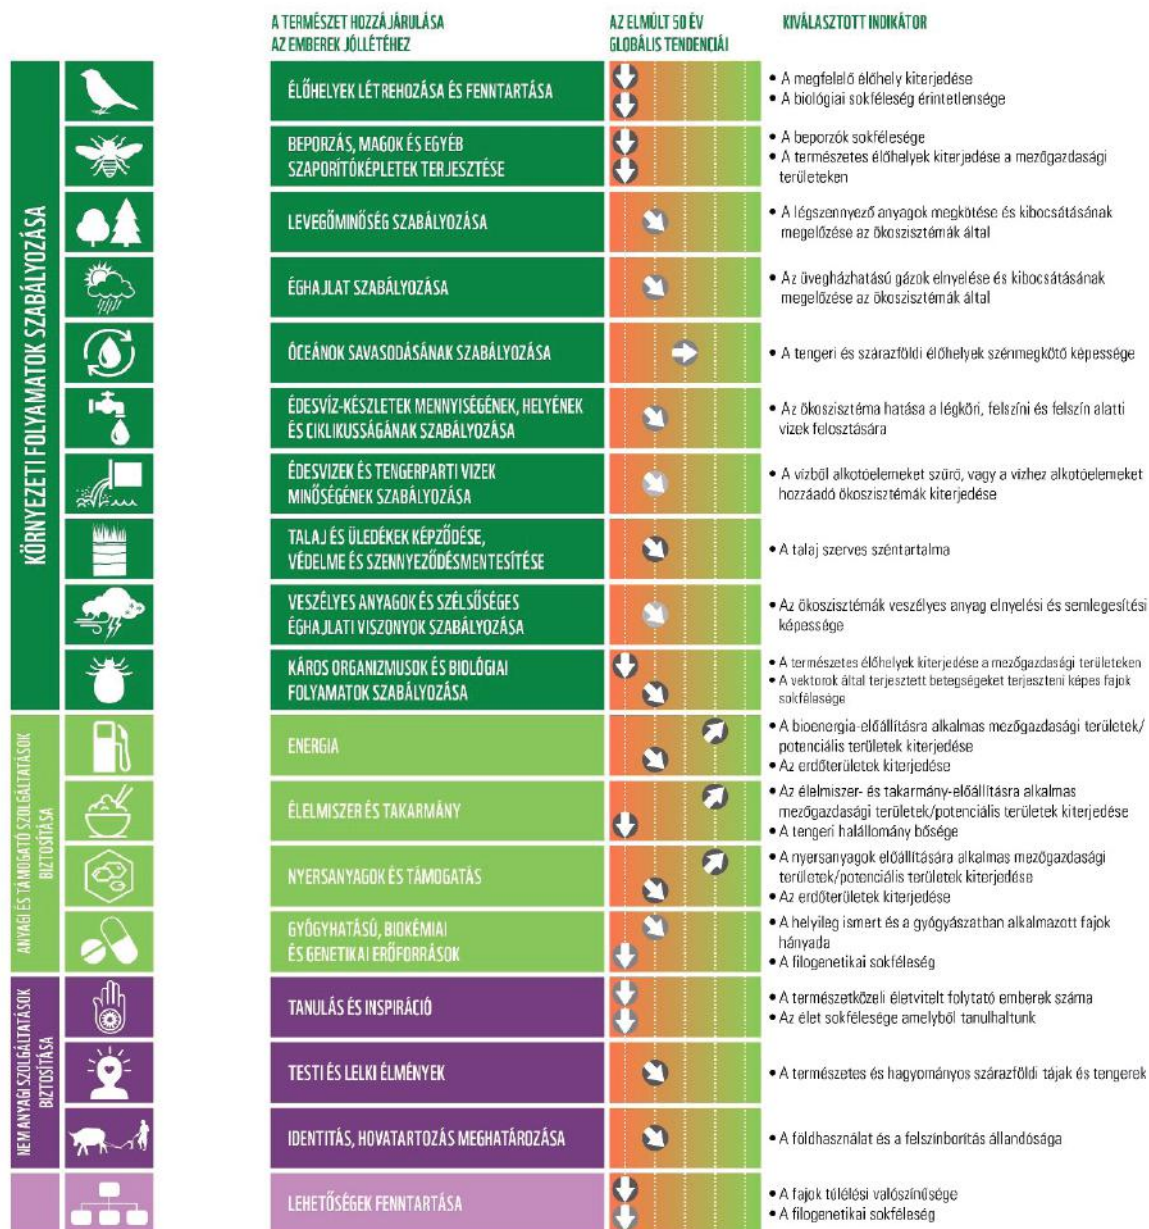 A TERMÉSZET HOZZÁJÁRULÁSA
AZ EMBEREK JÓLLÉTÉHEZ
AZ ELMÚLT 50 ÉV
GLOBÁLIS TENDENCIÁI
KIVÁLASZTOTT INDIKÁTOR
KÖRNYEZETI FOLYAMATOK SZABÁLYOZÁSA
ÉLŐHELYEK LÉTREHOZÁSA ÉS FENNTARTÁSA
• A megfelelő élőhely kiterjedése
• A biológiai sokféleség érintetlensége
BEPORZÁS, MAGOK ÉS EGYÉB
SZAPORÍTÓKÉPLETEK TERJESZTÉSE
• A beporzók sokfélesége
• A természetes élőhelyek kiterjedése a mezőgazdasági
területeken
LEVEGŐMINŐSÉG SZABÁLYOZÁSA
• A légszennyező anyagok megkötése és kibocsátásának
megelőzése az ökoszisztémák által
ÉGHAJLAT SZABÁLYOZÁSA
• Az üvegházhatású gázok elnyelése és kibocsátásának
megelőzése az ökoszisztémák által
ÓCEÁNOK SAVASODÁSÁNAK SZABÁLYOZÁSA
• A tengeri és szárazföldi élőhelyek szénmegkötő képessége
ÉDESVÍZ-KÉSZLETEK MENNYISÉGÉNEK, HELYÉNEK
ÉS CIKLIKUSSÁGÁNAK SZABÁLYOZÁSA
• Az ökoszisztéma hatása a légköri, felszíni és felszín alatti
vizek felosztására
ÉDESVIZEK ÉS TENGERPARTI VIZEK
MINŐSÉGÉNEK SZABÁLYOZÁSA
• A vízből alkotóelemeket szűrő, vagy a vízhez alkotóelemeket
hozzáadó ökoszisztémák kiterjedése
TALAJ ÉS ÜLEDÉKEK KÉPZŐDÉSE,
VÉDELME ÉS SZENNYEZŐDÉSMENTESÍTÉSE
• A talaj szerves széntartalma
VESZÉLYES ANYAGOK ÉS SZÉLSŐSÉGES
ÉGHAJLATI VISZONYOK SZABÁLYOZÁSA
• Az ökoszisztémák veszélyes anyag elnyelési és semlegesítési
képessége
KÁROS ORGANIZMUSOK ÉS BIOLÓGIAI
FOLYAMATOK SZABÁLYOZÁSA
• A természetes élőhelyek kiterjedése a mezőgazdasági területeken
• A vektorok által terjesztett betegségeket terjeszteni képes fajok
sokfélesége
ANYAGI ÉS TÁMOGATÓ SZOLGÁLTATÁSOK
BIZTOSÍTÁSA
ENERGIA
• A bioenergia-előállításra alkalmas mezőgazdasági területek/
potenciális területek kiterjedése
• Az erdőterületek kiterjedése
ÉLELMISZER ÉS TAKARMÁNY
• Az élelmiszer- és takarmány-előállításra alkalmas
mezőgazdasági területek/potenciális területek kiterjedése
• A tengeri halállomány bősége
NYERSANYAGOK ÉS TÁMOGATÁS
• A nyersanyagok előállítására alkalmas mezőgazdasági
területek/potenciális területek kiterjedése
• Az erdőterületek kiterjedése
GYÓGYHATÁSÚ, BIOKÉMIAI
ÉS GENETIKAI ERŐFORRÁSOK
• A helyileg ismert és a gyógyászatban alkalmazott fajok
hányada
• A filogenetikai sokféleség
NEM ANYAGI SZOLGÁLTATÁSOK
BIZTOSÍTÁSA
TANULÁS ÉS INSPIRÁCIÓ
• A természetközeli életvitelt folytató emberek száma
• Az élet sokfélesége amelyből tanulhaltunk
TESTI ÉS LELKI ÉLMÉNYEK
• A természetes és hagyományos szárazföldi tájak és tengerek
IDENTITÁS, HOVATARTOZÁS MEGHATÁROZÁSA
• A földhasználat és a felszínborítás állandósága
LEHETŐSÉGEK FENNTARTÁSA
• A fajok túlélési valószínűsége
• A filogenetikai sokféleség